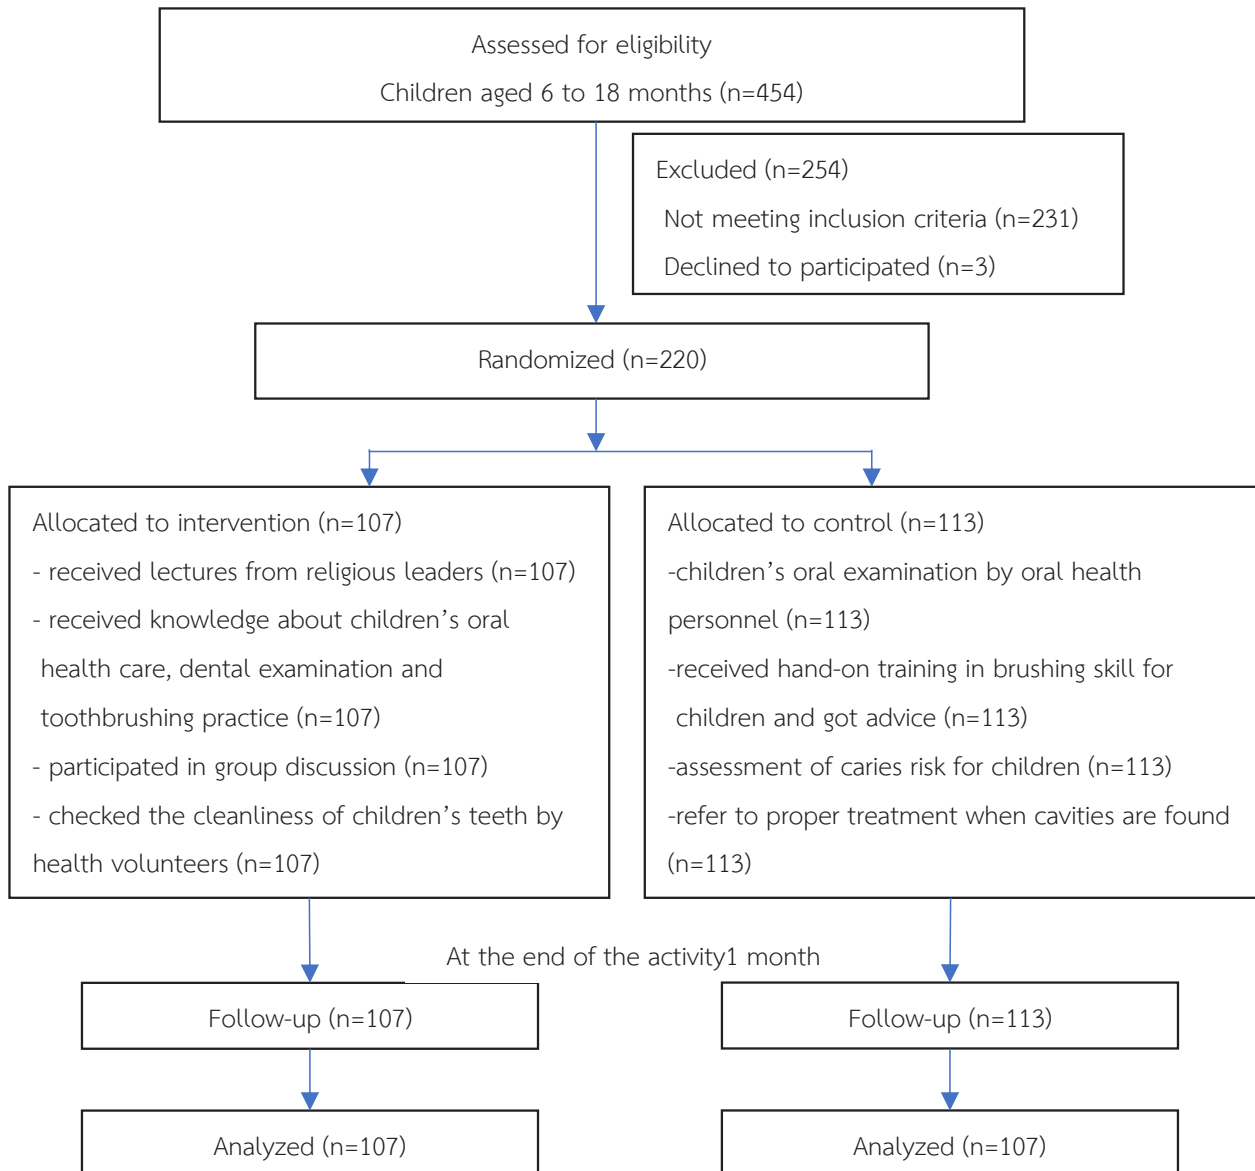 Assessed for eligibility
Children aged 6 to 18 months (n=454)
Excluded (n=254)
Not meeting inclusion criteria (n=231)
Declined to participated (n=3)
Randomized (n=220)
Allocated to intervention (n=107)
- received lectures from religious leaders (n=107)
- received knowledge about children’s oral
health care, dental examination and
toothbrushing practice (n=107)
- participated in group discussion (n=107)
- checked the cleanliness of children’s teeth by
health volunteers (n=107)
Allocated to control (n=113)
-children’s oral examination by oral health
personnel (n=113)
-received hand-on training in brushing skill for
children and got advice (n=113)
-assessment of caries risk for children (n=113)
-refer to proper treatment when cavities are found
(n=113)
At the end of the activity1 month
Follow-up (n=107)
Follow-up (n=113)
Analyzed (n=107)
Analyzed (n=107)